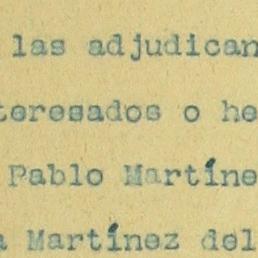 las adjudican
teresados o he
Pablo Martíne
a Martínez del